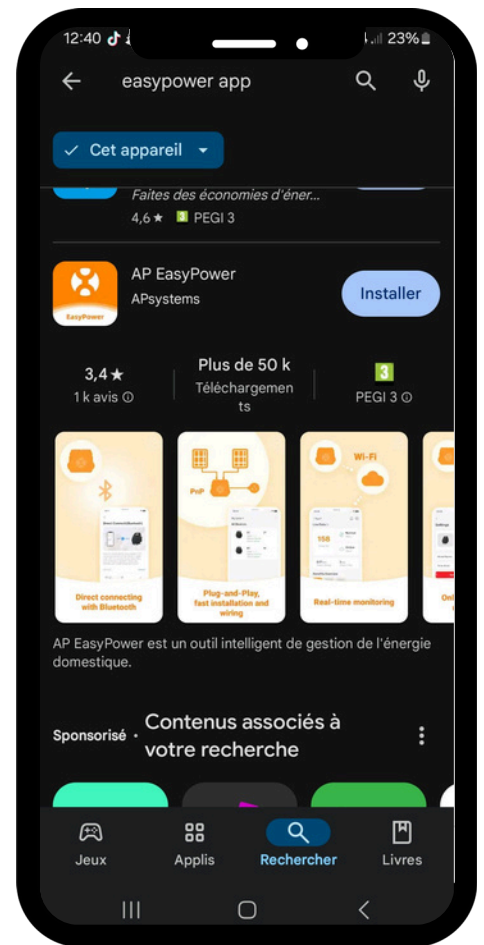 12:40
23%
easypower app
Cet appareil
Faites des économies d'éner...
4,6★ 3 PEGI 3
AP EasyPower
APsystems
EasyPower
Installer
3,4★
1 k avis
Plus de 50 k
Téléchargemen
ts
3
PEGI 3
Direct connecting
with Bluetooth
PnP
Plug-and-Play,
fast installation and
wiring
Wi-Fi
158
Real-time monitoring
AP EasyPower est un outil intelligent de gestion de l'énergie
domestique.
Sponsorisé · Contenus associés à
votre recherche
Jeux
Applis
Rechercher
Livres